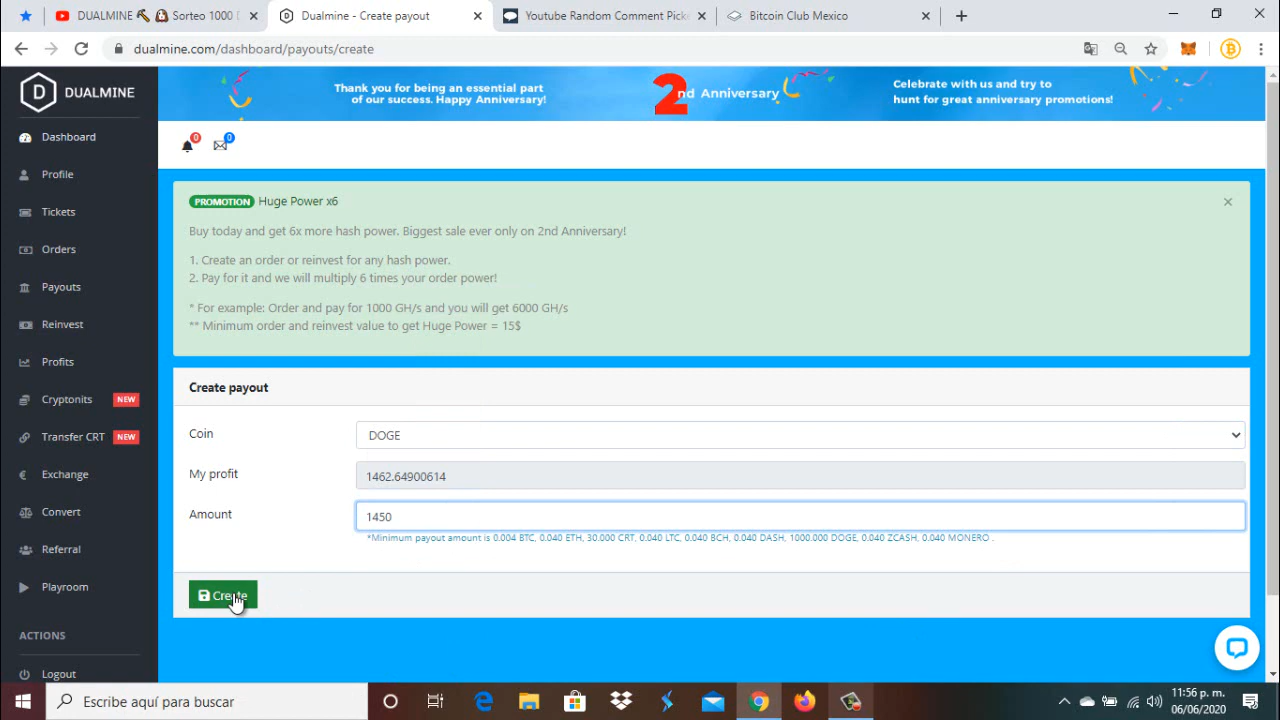 DUALMINE 🔨 🐶 Sorteo 1000 D
Dualmine - Create payout
Youtube Random Comment Picke
Bitcoin Club Mexico
dualmine.com/dashboard/payouts/create
DUALMINE
Thank you for being an essential part
of our success. Happy Anniversary!
2nd Anniversary
Celebrate with us and try to
hunt for great anniversary promotions!
0
0
Dashboard
Profile
Tickets
Orders
Payouts
Reinvest
Profits
Cryptonits NEW
Transfer CRT NEW
Exchange
Convert
Referral
Playroom
ACTIONS
Logout
PROMOTION Huge Power x6
Buy today and get 6x more hash power. Biggest sale ever only on 2nd Anniversary!
1. Create an order or reinvest for any hash power.
2. Pay for it and we will multiply 6 times your order power!
* For example: Order and pay for 1000 GH/s and you will get 6000 GH/s
** Minimum order and reinvest value to get Huge Power = 15$
Create payout
Coin
DOGE
My profit
1462.64900614
Amount
1450
*Minimum payout amount is 0.004 BTC, 0.040 ETH, 30.000 CRT, 0.040 LTC, 0.040 BCH, 0.040 DASH, 1000.000 DOGE, 0.040 ZCASH, 0.040 MONERO .
Create
Escribe aquí para buscar
11:56 p. m.
06/06/2020